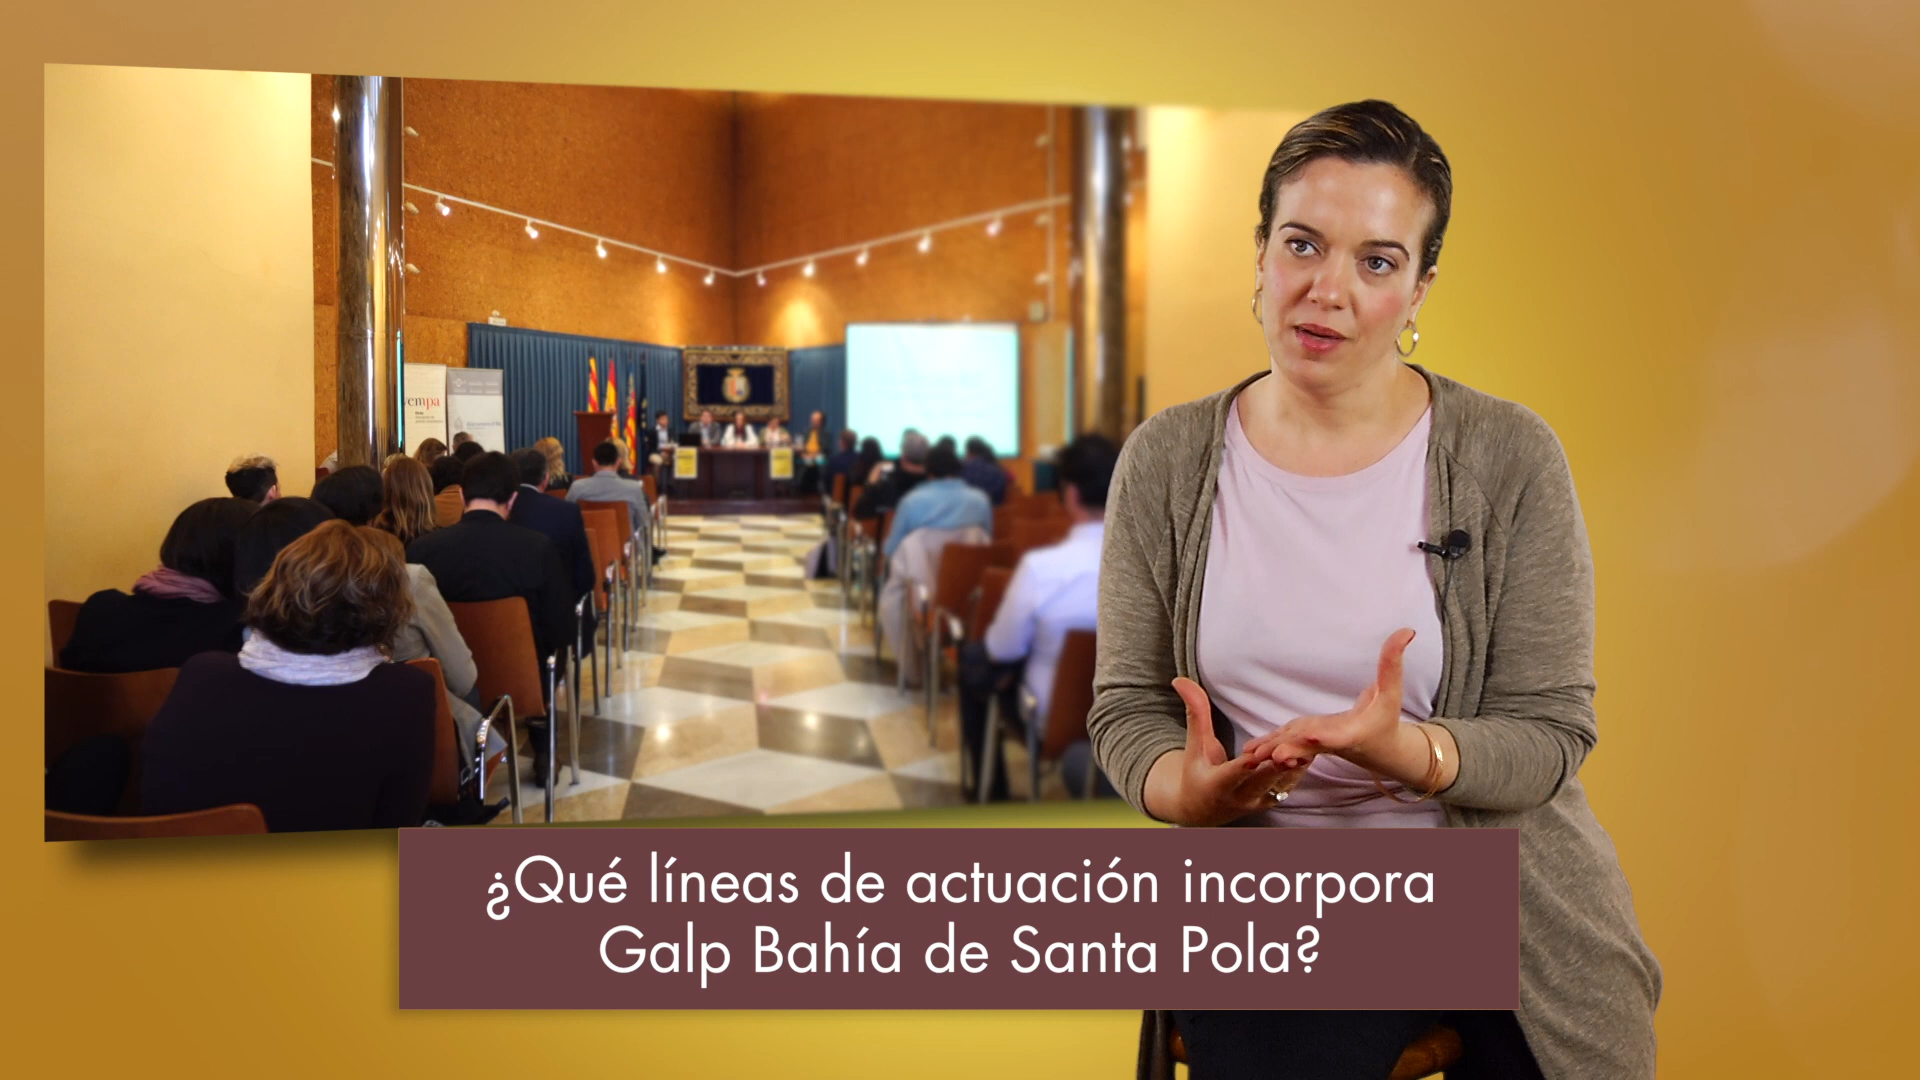 empa
¿Qué líneas de actuación incorpora
Galp Bahía de Santa Pola?